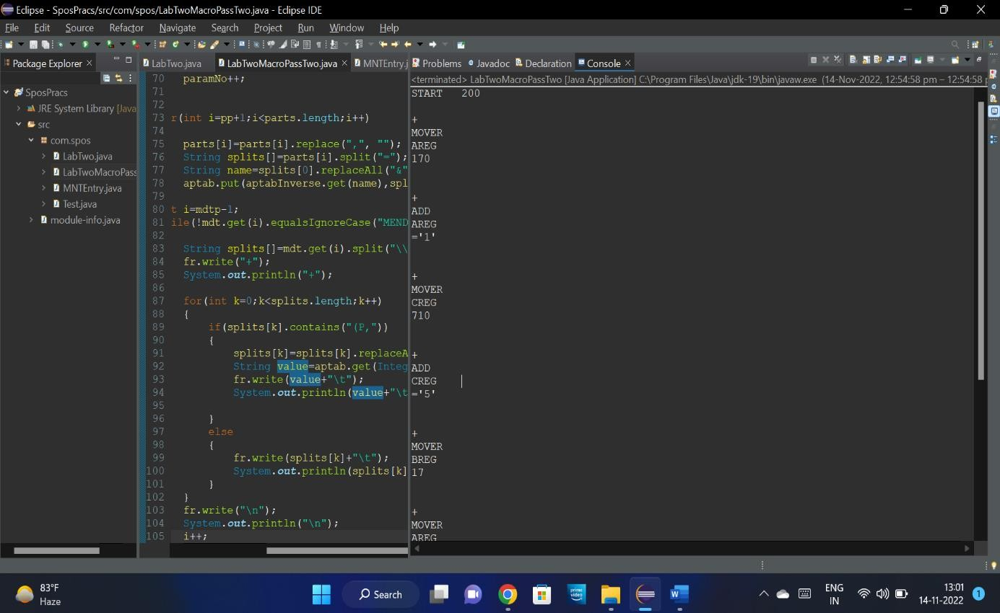 Eclipse - SposPracs/src/com/spos/LabTwoMacroPassTwo.java - Eclipse IDE
File Edit Source Refactor Navigate Search Project Run Window Help
Package Explorer
SposPracs
JRE System Library [Java
src
com.spos
LabTwo.java
LabTwoMacroPass
MNTEntry.java
Test.java
module-info.java
LabTwo.java LabTwoMacroPassTwo.java MNTEntry.j
70 paramNo++;
71
72
73 r(int i=pp+1;i<parts.length;i++)
74
75 parts[i]=parts[i].replace(",", "");
76 String splits[]=parts[i].split("=");
77 String name=splits[0].replaceAll("&"
78 aptab.put(aptabInverse.get(name),spl
79
80 t i=mdtp-1;
81 ile(!mdt.get(i).equalsIgnoreCase("MEND
82
83 String splits[]=mdt.get(i).split("\\
84 fr.write("+");
85 System.out.println("+");
86
87 for(int k=0;k<splits.length;k++)
88 {
89 if(splits[k].contains("(P,"))
90 {
91 splits[k]=splits[k].replaceA
92 String value=aptab.get(Integ
93 fr.write(value+"\t");
94 System.out.println(value+"\t
95
96 }
97 else
98 {
99 fr.write(splits[k]+"\t");
100 System.out.println(splits[k]
101 }
102 }
103 fr.write("\n");
104 System.out.println("\n");
105 i++;
Problems Javadoc Declaration Console
<terminated> LabTwoMacroPassTwo [Java Application] C:\Program Files\Java\jdk-19\bin\javaw.exe (14-Nov-2022, 12:54:58 pm – 12:54:58 p
START 200
+
MOVER
AREG
170
+
ADD
AREG
='1'
+
MOVER
CREG
710
+
ADD
CREG
='5'
+
MOVER
BREG
17
+
MOVER
AREG
83°F
Haze
Search
prime video
W
ENG
IN
13:01
14-11-2022
1